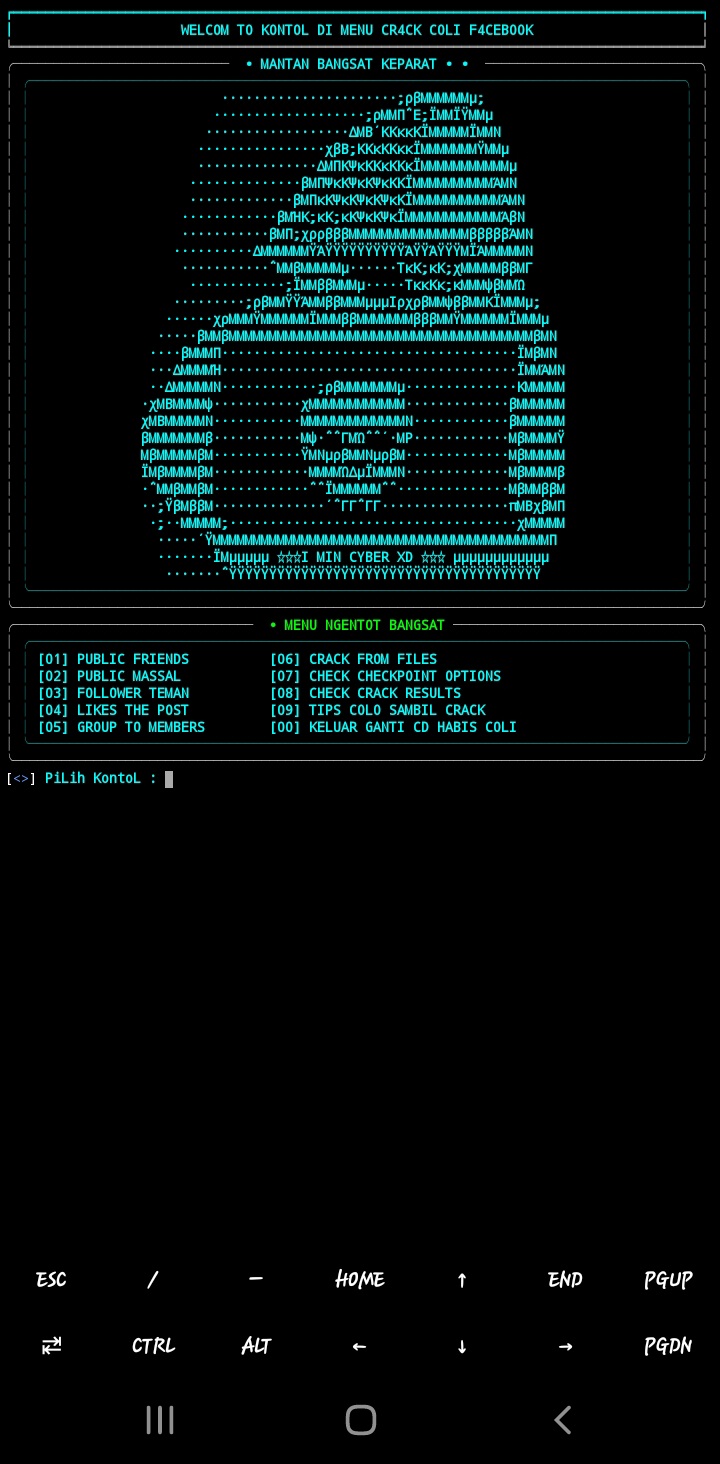 WELCOM TO KONTOL DI MENU CR4CK COLI F4CEBOOK
• MANTAN BANGSAT KEPARAT • •
☆☆☆I MIN CYBER XD ☆☆☆
• MENU NGENTOT BANGSAT
[01] PUBLIC FRIENDS [06] CRACK FROM FILES
[02] PUBLIC MASSAL [07] CHECK CHECKPOINT OPTIONS
[03] FOLLOWER TEMAN [08] CHECK CRACK RESULTS
[04] LIKES THE POST [09] TIPS COLO SAMBIL CRACK
[05] GROUP TO MEMBERS [00] KELUAR GANTI CD HABIS COLI
[<>] PiLih KontoL :
ESC / — HOME ↑ END PGUP
⇄ CTRL ALT ← ↓ → PGDN